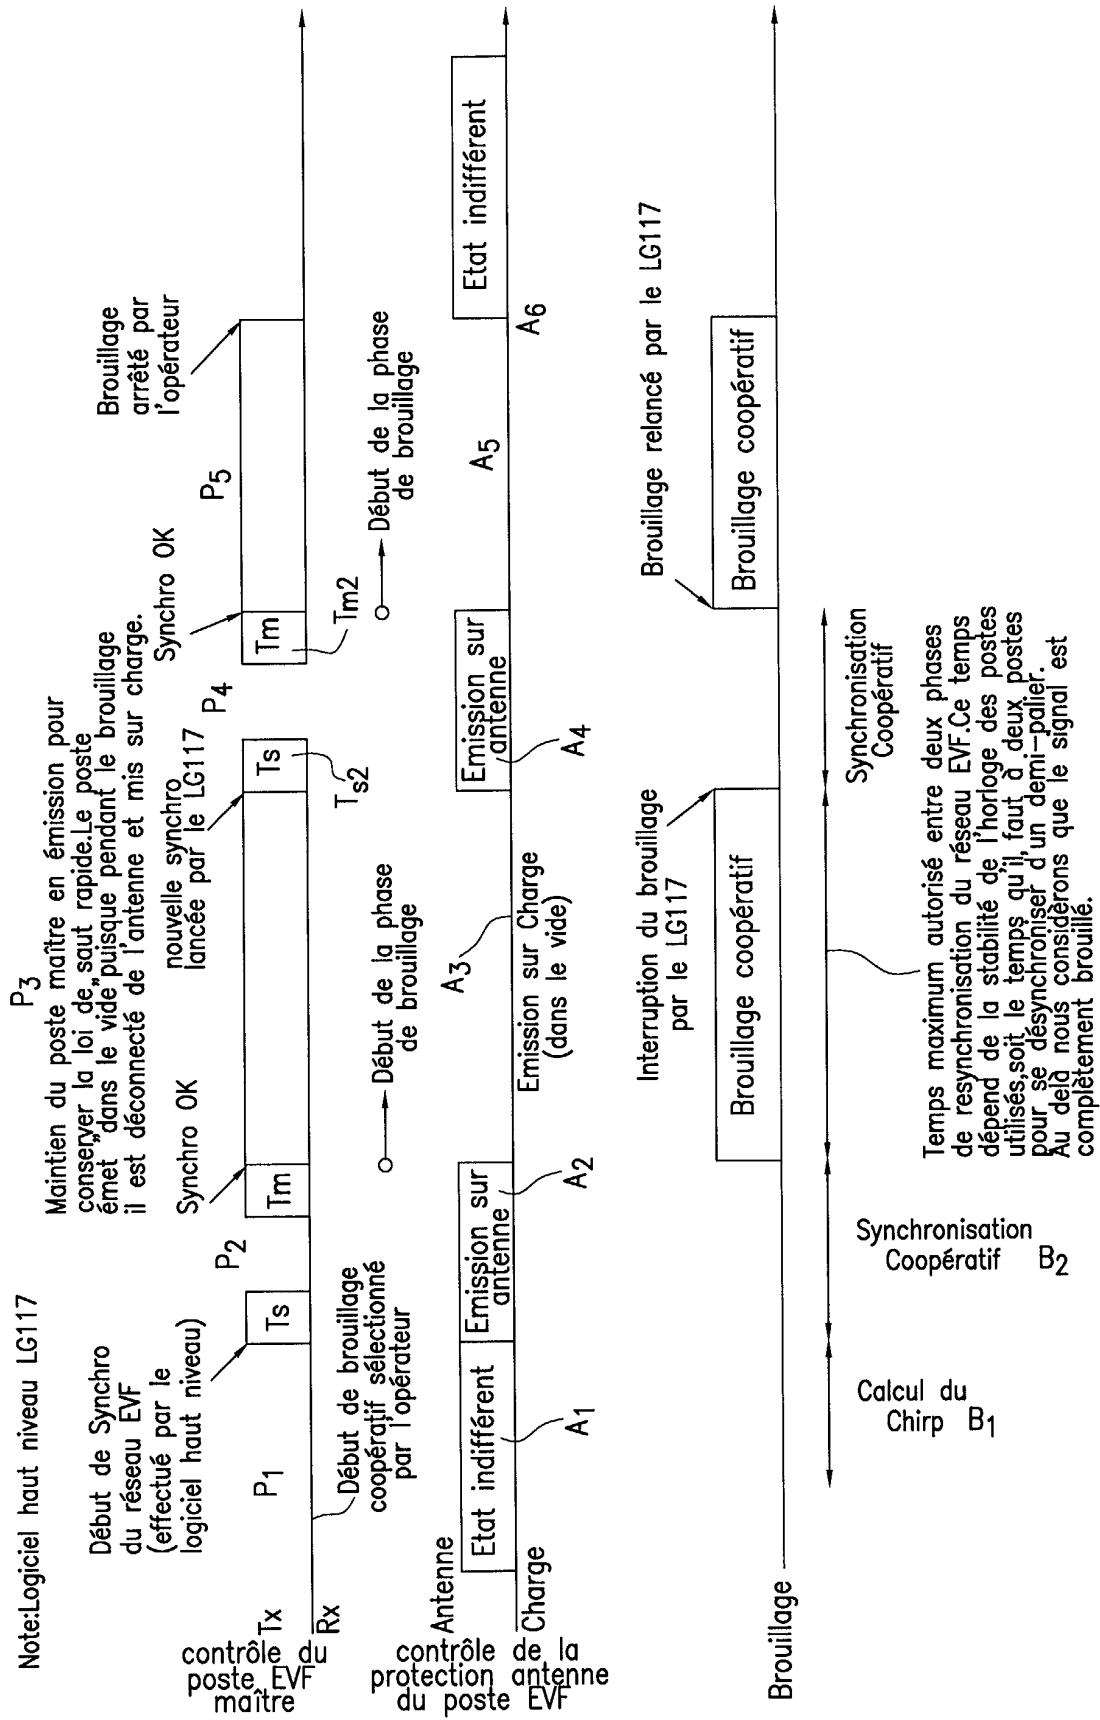 Note:Logiciel haut niveau LG117
P3
Maintien du poste maître en émission pour
conserver la loi de„saut rapide.Le poste
émet „dans le vide„puisque pendant le brouillage
il est déconnecté de l'antenne et mis sur charge.
Début de Synchro
du réseau EVF
(effectué par le
logiciel haut niveau)
Synchro OK
nouvelle synchro
lancée par le LG117
Synchro OK
Brouillage
arrêté par
l'opérateur
P1
P2
P4
P5
Tx
Rx
contrôle du
poste EVF
maître
Ts
Tm
Ts
Tm
Ts2
Tm2
Début de brouillage
coopératif sélectionné
par l'opérateur
Début de la phase
de brouillage
Début de la phase
de brouillage
Antenne
Charge
contrôle de la
protection antenne
du poste EVF
Etat indifférent
Emission sur
antenne
Emission sur
antenne
Etat indifférent
A1
A2
A3
Emission sur Charge
(dans le vide)
A4
A5
A6
Interruption du brouillage
par le LG117
Brouillage relancé par le LG117
Brouillage
Brouillage coopératif
Brouillage coopératif
Calcul du
Chirp B1
Synchronisation
Coopératif B2
Synchronisation
Coopératif
Temps maximum autorisé entre deux phases
de resynchronisation du réseau EVF.Ce temps
dépend de la stabilité de l'horloge des postes
utilisés,soit le temps qu'il faut à deux postes
pour se désynchroniser d'un demi-palier.
Au delà nous considèrons que le signal est
complètement brouillé.